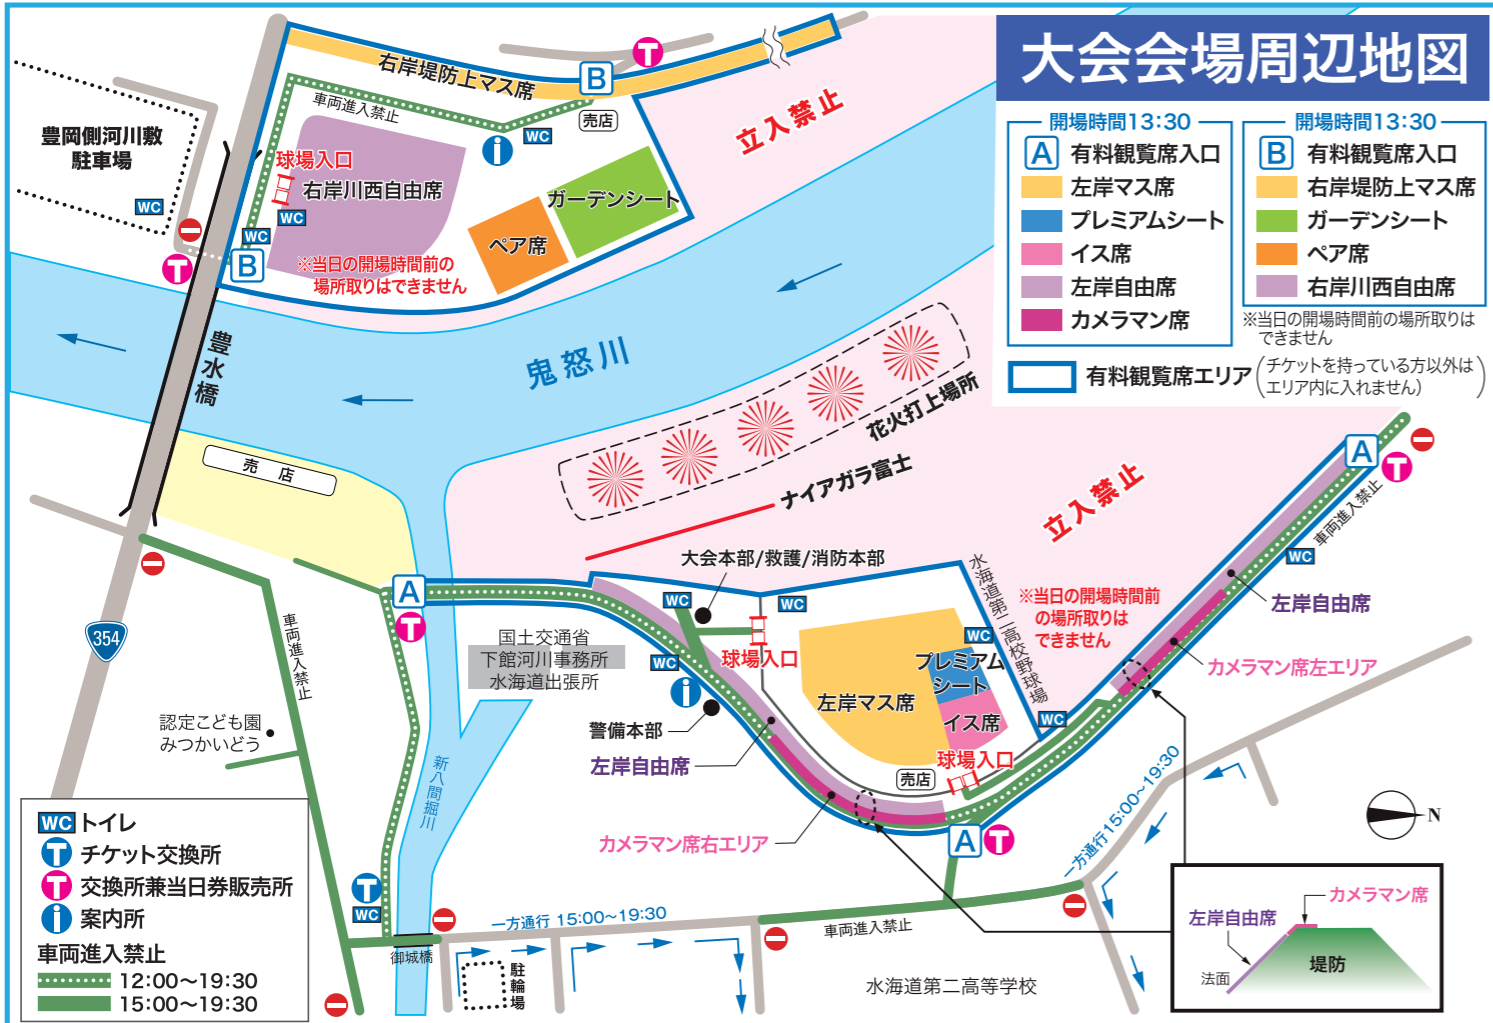 大会会場周辺地図
開場時間13:30
A 有料観覧席入口
左岸マス席
プレミアムシート
イス席
左岸自由席
カメラマン席
開場時間13:30
B 有料観覧席入口
右岸堤防上マス席
ガーデンシート
ペア席
右岸川西自由席
※当日の開場時間前の場所取りは
できません
有料観覧席エリア
(チケットを持っている方以外は
エリア内に入れません)
右岸堤防上マス席
B
T
車両進入禁止
売店
WC
i
立入禁止
豊岡側河川敷
駐車場
WC
球場入口
右岸川西自由席
WC
WC
B
T
ガーデンシート
ペア席
※当日の開場時間前の
場所取りはできません
豊水橋
鬼怒川
花火打上場所
ナイアガラ富士
立入禁止
売 店
354
車両進入禁止
A
T
大会本部/救護/消防本部
WC
WC
球場入口
国土交通省
下館河川事務所
水海道出張所
WC
i
警備本部
左岸自由席
カメラマン席右エリア
左岸マス席
プレミアム
シート
イス席
WC
水海道第二高校野球場
※当日の開場時間前
の場所取りは
できません
WC
球場入口
売店
A
T
A
T
車両進入禁止
WC
左岸自由席
カメラマン席左エリア
認定こども園
みつかいどう
新八間堀川
T
WC
御城橋
一方通行 15:00〜19:30
駐輪場
車両進入禁止
水海道第二高等学校
一方通行15:00〜19:30
N
カメラマン席
左岸自由席
法面
堤防
WC トイレ
T チケット交換所
T 交換所兼当日券販売所
i 案内所
車両進入禁止
12:00〜19:30
15:00〜19:30